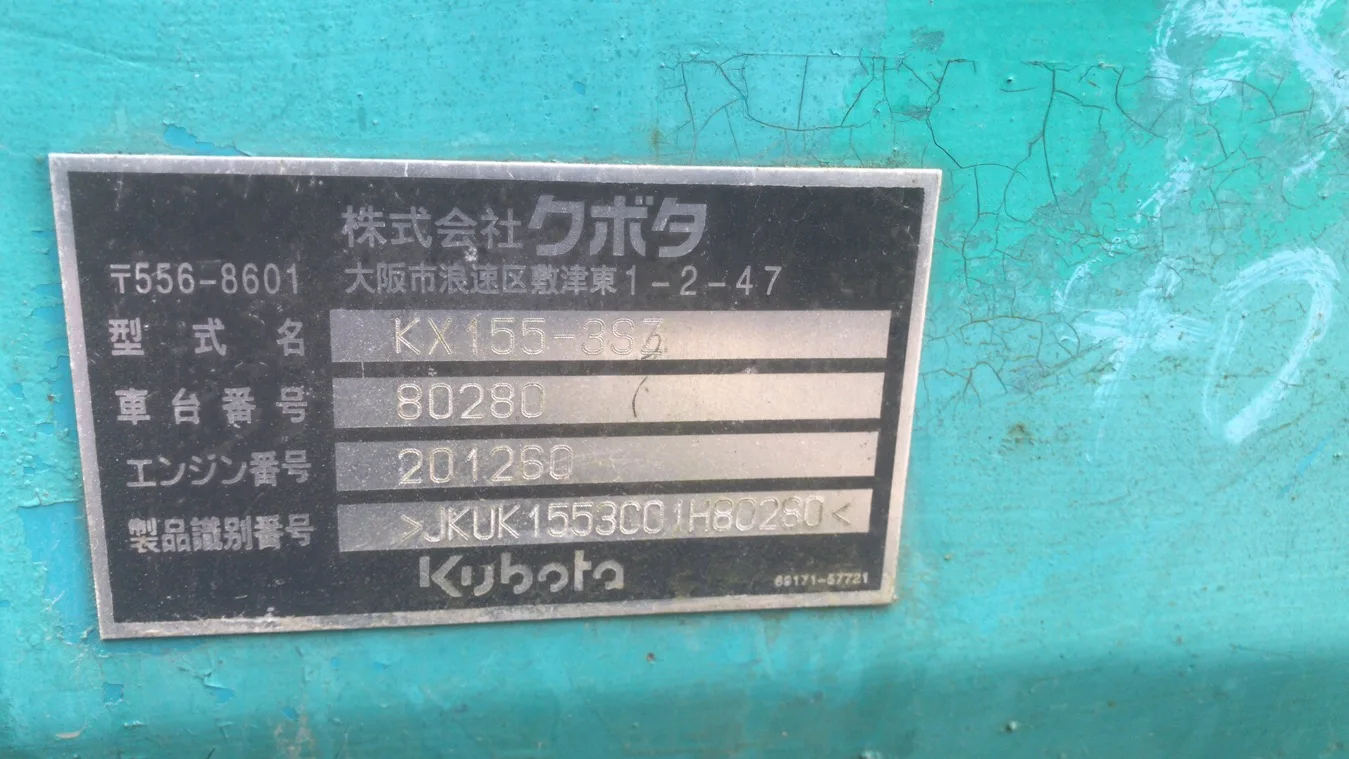 株式会社クボタ
〒556-8601 大阪市浪速区敷津東1-2-47
型式名 KX155-3SZ
車台番号 80280
エンジン番号 201260
製品識別番号 >JKUK1553C01H80280<
Kubota
69171-57721
70